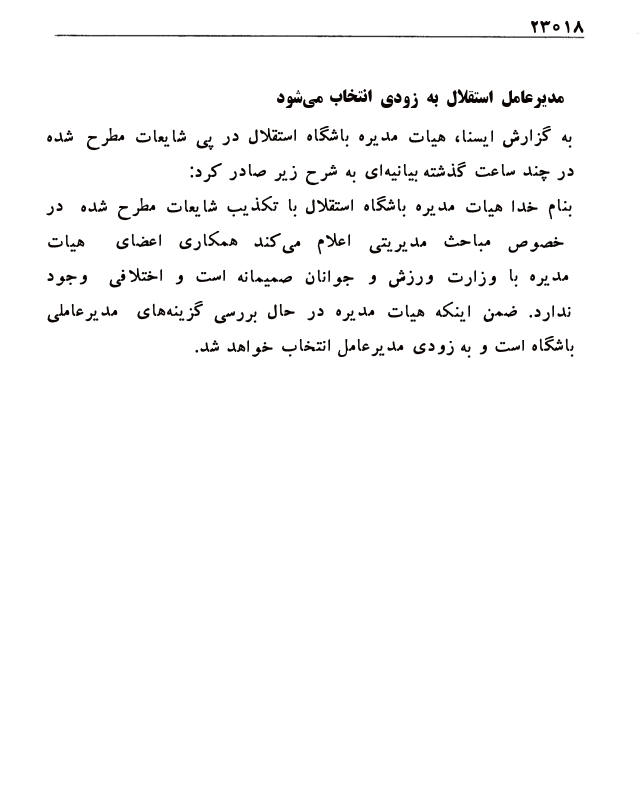 ۲۳۰۱۸
مدیرعامل استقلال به زودی انتخاب می‌شود
به گزارش ایسنا، هیات مدیره باشگاه استقلال در پی شایعات مطرح شده
در چند ساعت گذشته بیانیه‌ای به شرح زیر صادر کرد:
بنام خدا هیات مدیره باشگاه استقلال با تکذیب شایعات مطرح شده در
خصوص مباحث مدیریتی اعلام می‌کند همکاری اعضای هیات
مدیره با وزارت ورزش و جوانان صمیمانه است و اختلافی وجود
ندارد. ضمن اینکه هیات مدیره در حال بررسی گزینه‌های مدیرعاملی
باشگاه است و به زودی مدیرعامل انتخاب خواهد شد.